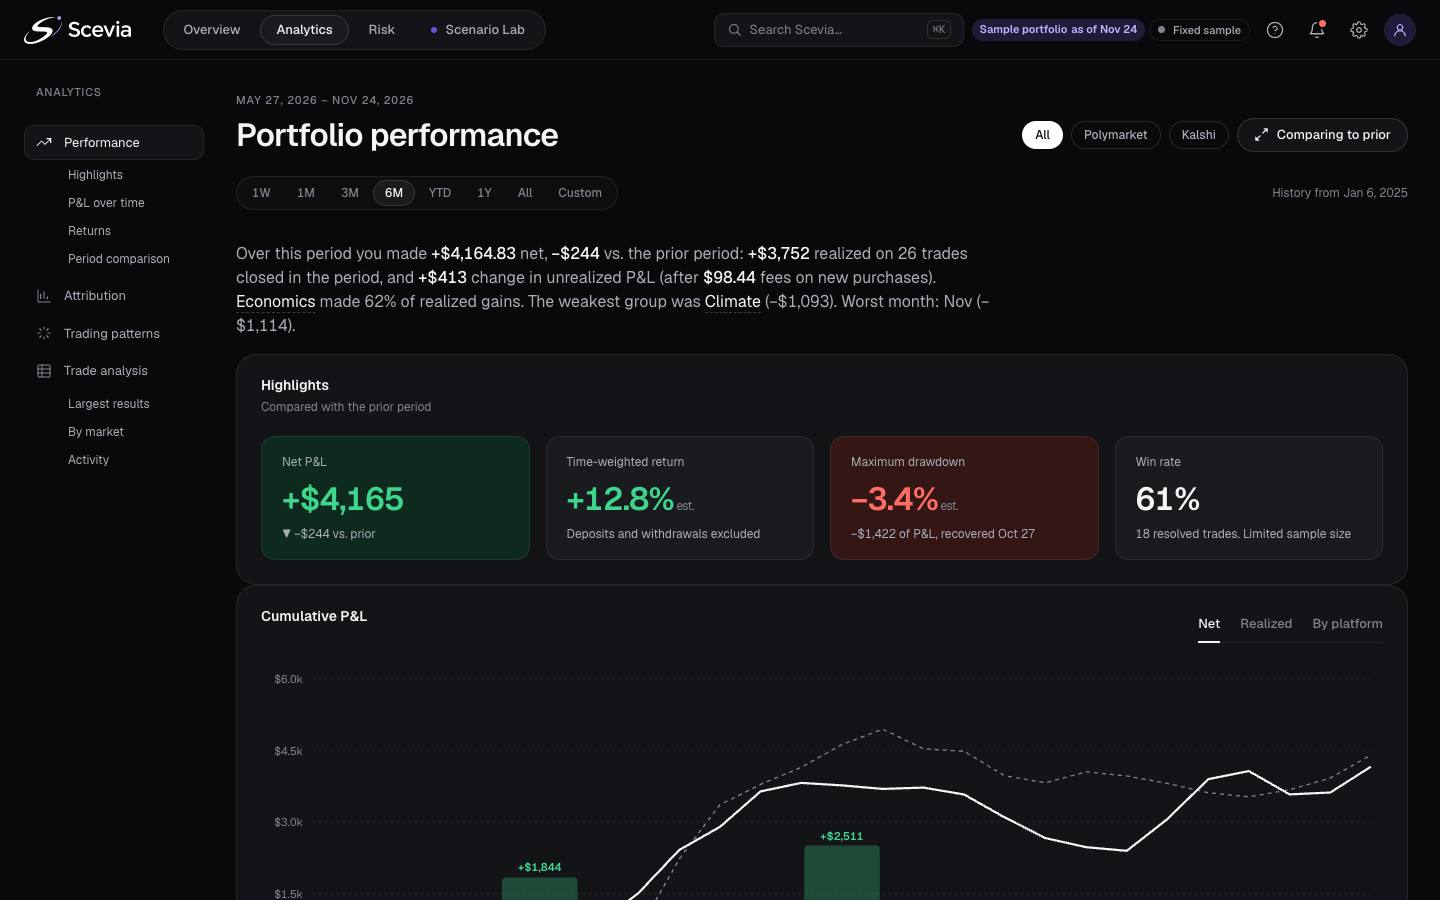 Scevia
Overview
Analytics
Risk
Scenario Lab
Search Scevia...
⌘K
Sample portfolio as of Nov 24
Fixed sample
ANALYTICS
Performance
Highlights
P&L over time
Returns
Period comparison
Attribution
Trading patterns
Trade analysis
Largest results
By market
Activity
MAY 27, 2026 – NOV 24, 2026
Portfolio performance
All
Polymarket
Kalshi
Comparing to prior
1W
1M
3M
6M
YTD
1Y
All
Custom
History from Jan 6, 2025
Over this period you made +$4,164.83 net, −$244 vs. the prior period: +$3,752 realized on 26 trades
closed in the period, and +$413 change in unrealized P&L (after $98.44 fees on new purchases).
Economics made 62% of realized gains. The weakest group was Climate (−$1,093). Worst month: Nov (−
$1,114).
Highlights
Compared with the prior period
Net P&L
+$4,165
▼ −$244 vs. prior
Time-weighted return
+12.8% est.
Deposits and withdrawals excluded
Maximum drawdown
−3.4% est.
−$1,422 of P&L, recovered Oct 27
Win rate
61%
18 resolved trades. Limited sample size
Cumulative P&L
Net
Realized
By platform
$6.0k
$4.5k
$3.0k
+$2,511
+$1,844
$1.5k